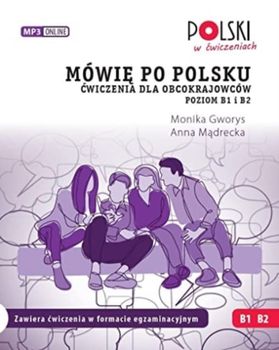 MP3 ONLINE
POLSKI
w ćwiczeniach
MÓWIĘ PO POLSKU
ĆWICZENIA DLA OBCOKRAJOWCÓW
POZIOM B1 i B2
Monika Gworys
Anna Mądrecka
Zawiera ćwiczenia w formacie egzaminacyjnym
B1 B2